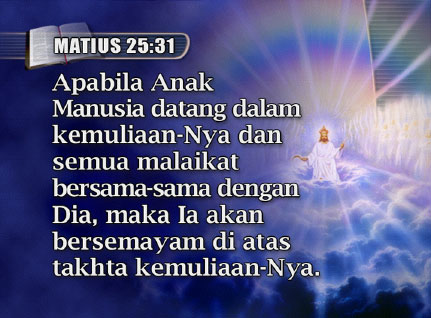 MATIUS 25:31
Apabila Anak
Manusia datang dalam
kemuliaan-Nya dan
semua malaikat
bersama-sama dengan
Dia, maka Ia akan
bersemayam di atas
takhta kemuliaan-Nya.